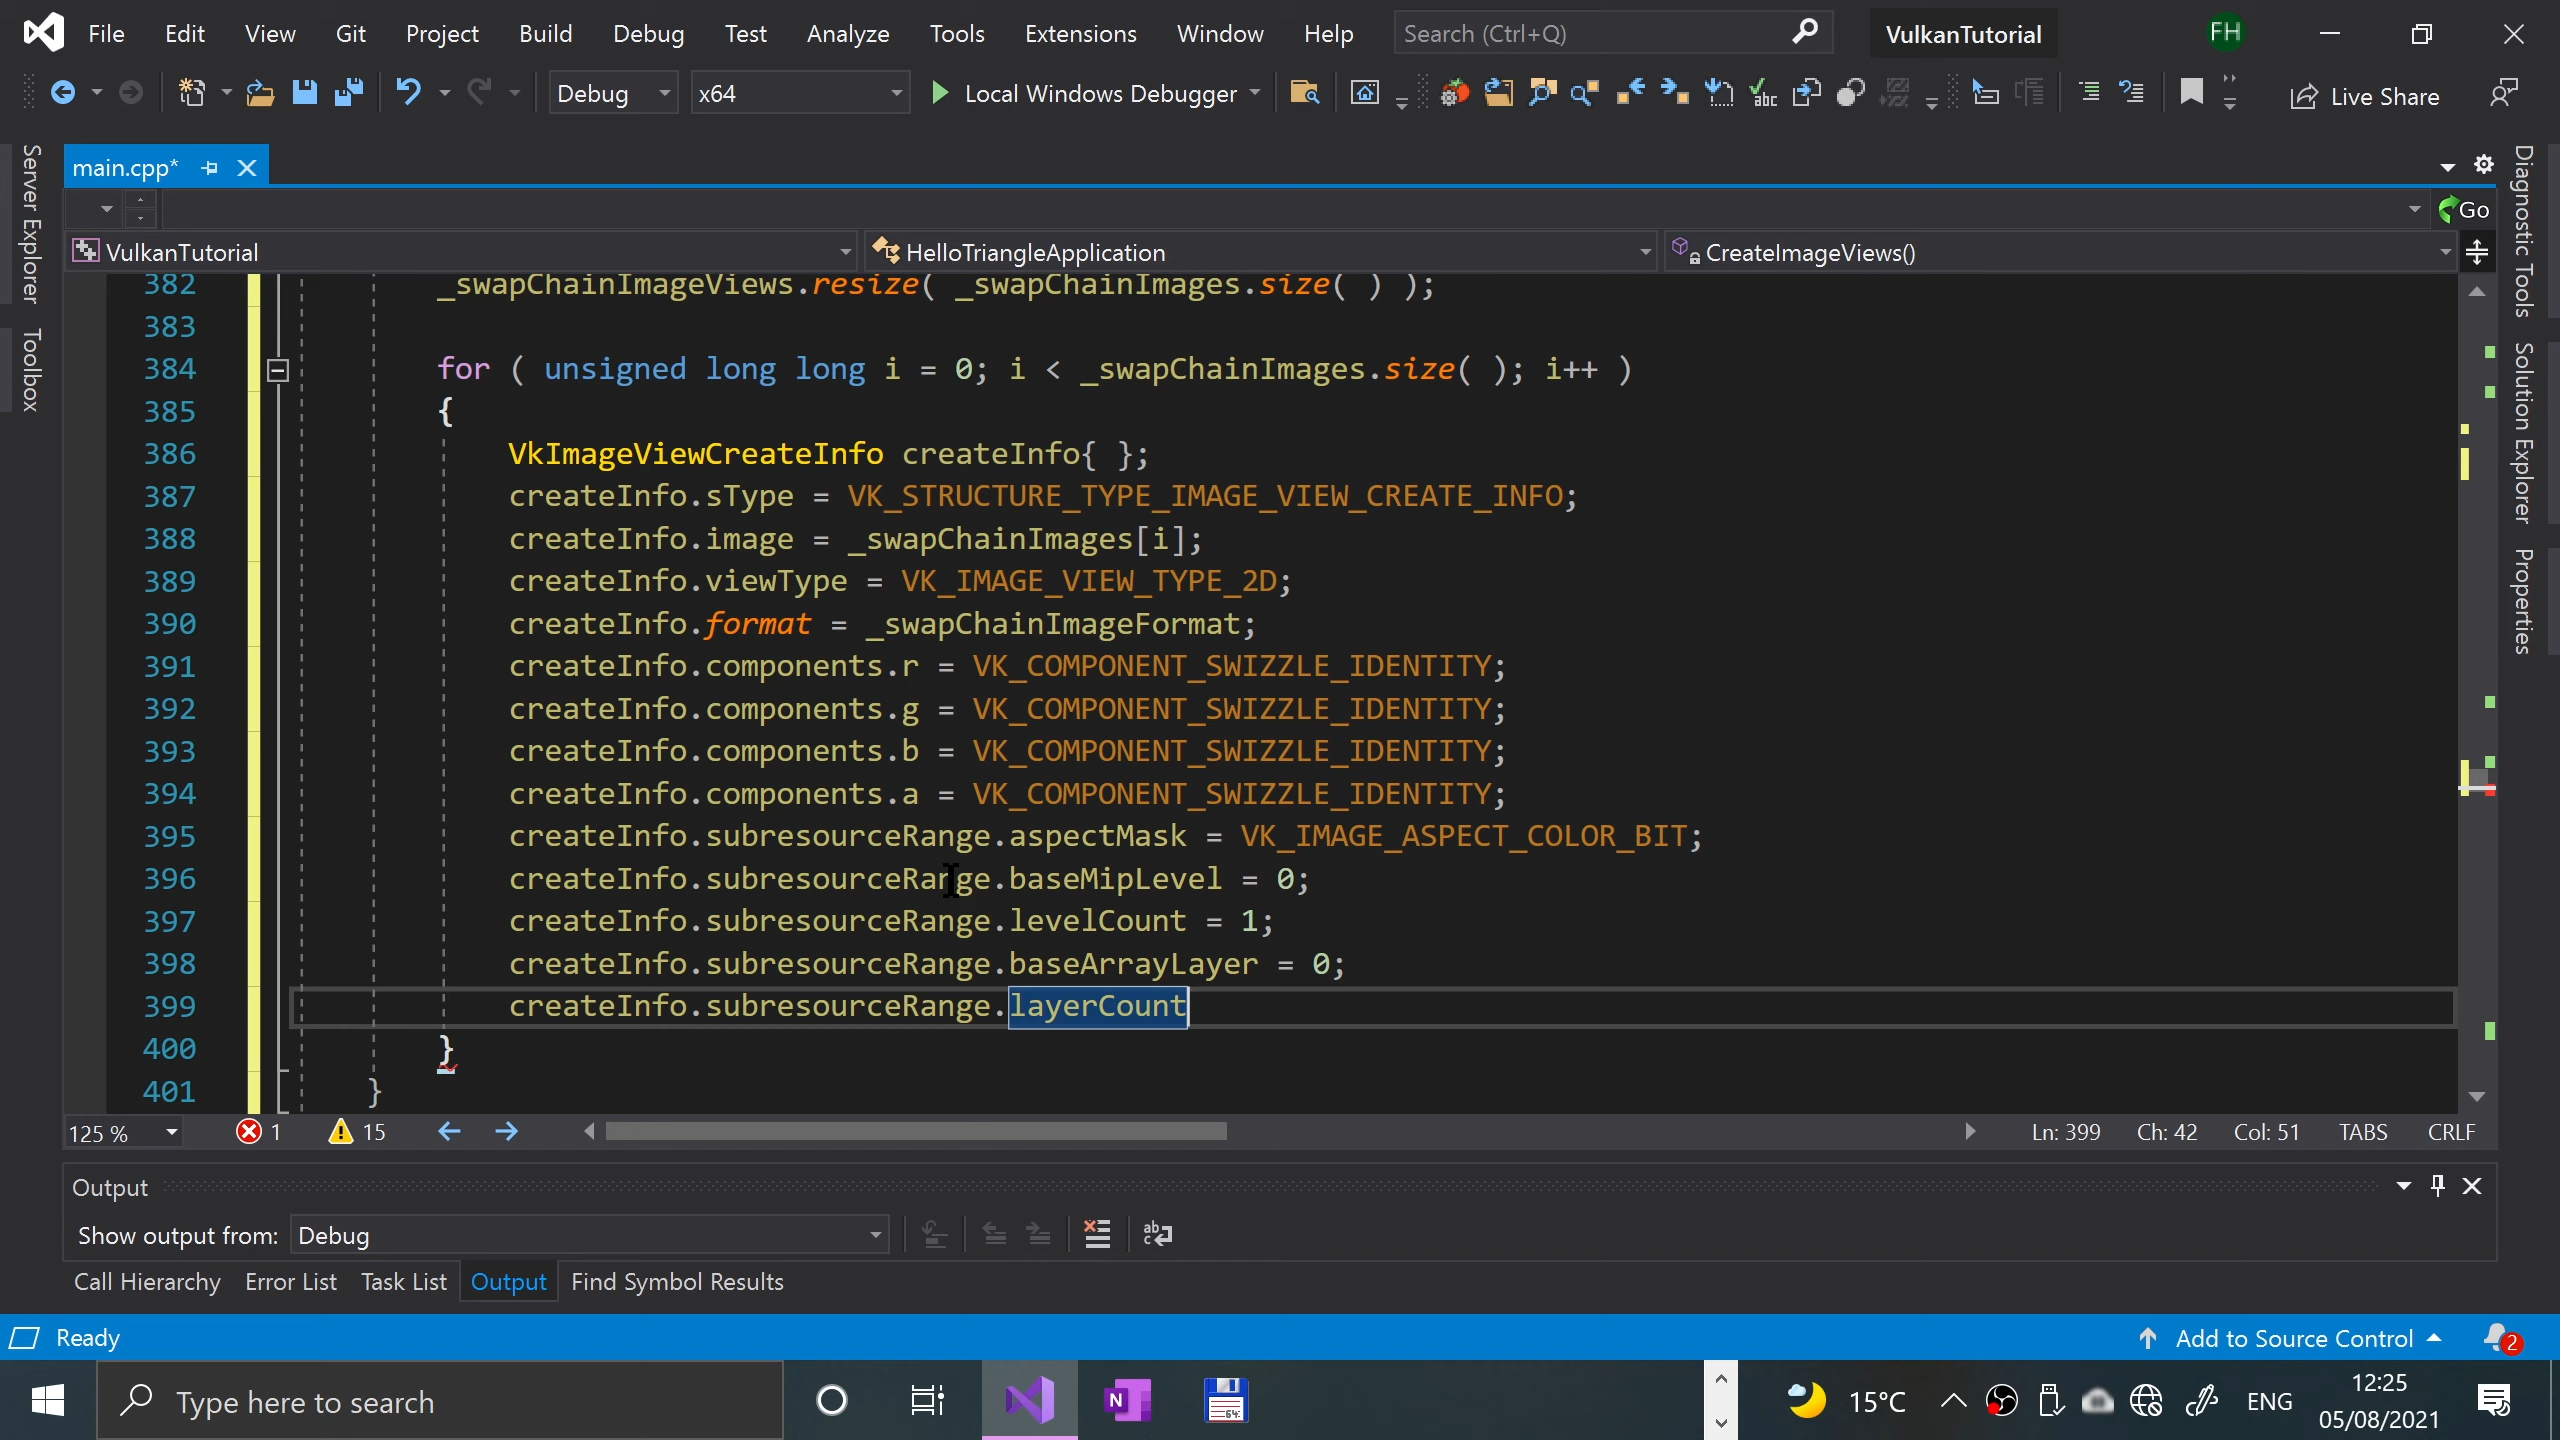 File Edit View Git Project Build Debug Test Analyze Tools Extensions Window Help Search (Ctrl+Q) VulkanTutorial FH
Debug x64 Local Windows Debugger Live Share
main.cpp*
Go
VulkanTutorial HelloTriangleApplication CreateImageViews()
382 _swapChainImageViews.resize( _swapChainImages.size( ) );
383
384 for ( unsigned long long i = 0; i < _swapChainImages.size( ); i++ )
385 {
386 VkImageViewCreateInfo createInfo{ };
387 createInfo.sType = VK_STRUCTURE_TYPE_IMAGE_VIEW_CREATE_INFO;
388 createInfo.image = _swapChainImages[i];
389 createInfo.viewType = VK_IMAGE_VIEW_TYPE_2D;
390 createInfo.format = _swapChainImageFormat;
391 createInfo.components.r = VK_COMPONENT_SWIZZLE_IDENTITY;
392 createInfo.components.g = VK_COMPONENT_SWIZZLE_IDENTITY;
393 createInfo.components.b = VK_COMPONENT_SWIZZLE_IDENTITY;
394 createInfo.components.a = VK_COMPONENT_SWIZZLE_IDENTITY;
395 createInfo.subresourceRange.aspectMask = VK_IMAGE_ASPECT_COLOR_BIT;
396 createInfo.subresourceRange.baseMipLevel = 0;
397 createInfo.subresourceRange.levelCount = 1;
398 createInfo.subresourceRange.baseArrayLayer = 0;
399 createInfo.subresourceRange.layerCount
400 }
401 }
125 % 1 15 Ln: 399 Ch: 42 Col: 51 TABS CRLF
Output
Show output from: Debug
Call Hierarchy Error List Task List Output Find Symbol Results
Ready Add to Source Control 2
Type here to search N 64 15°C ENG 12:25
05/08/2021
Server Explorer
Toolbox
Diagnostic Tools
Solution Explorer
Properties